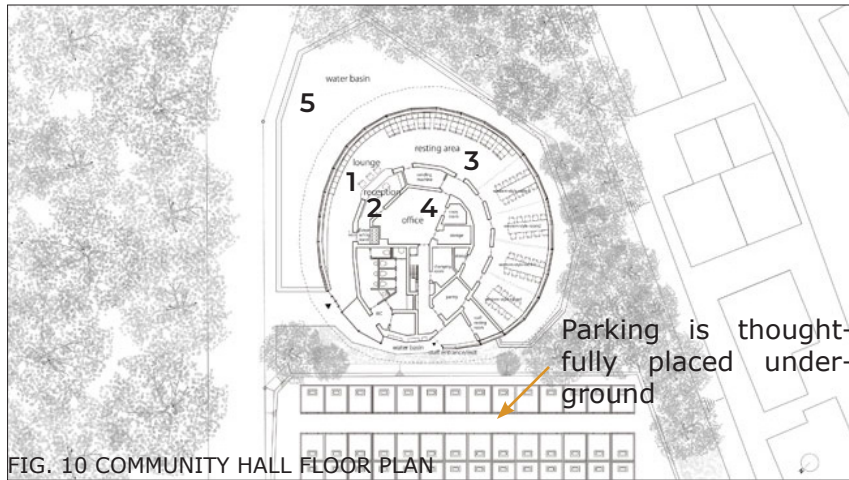 water basin
5
resting area
3
lounge
1
reception
2
office
4
storage
pantry
WC
water basin
staff entrance/exit
Parking is thought-
fully placed under-
ground
FIG. 10 COMMUNITY HALL FLOOR PLAN